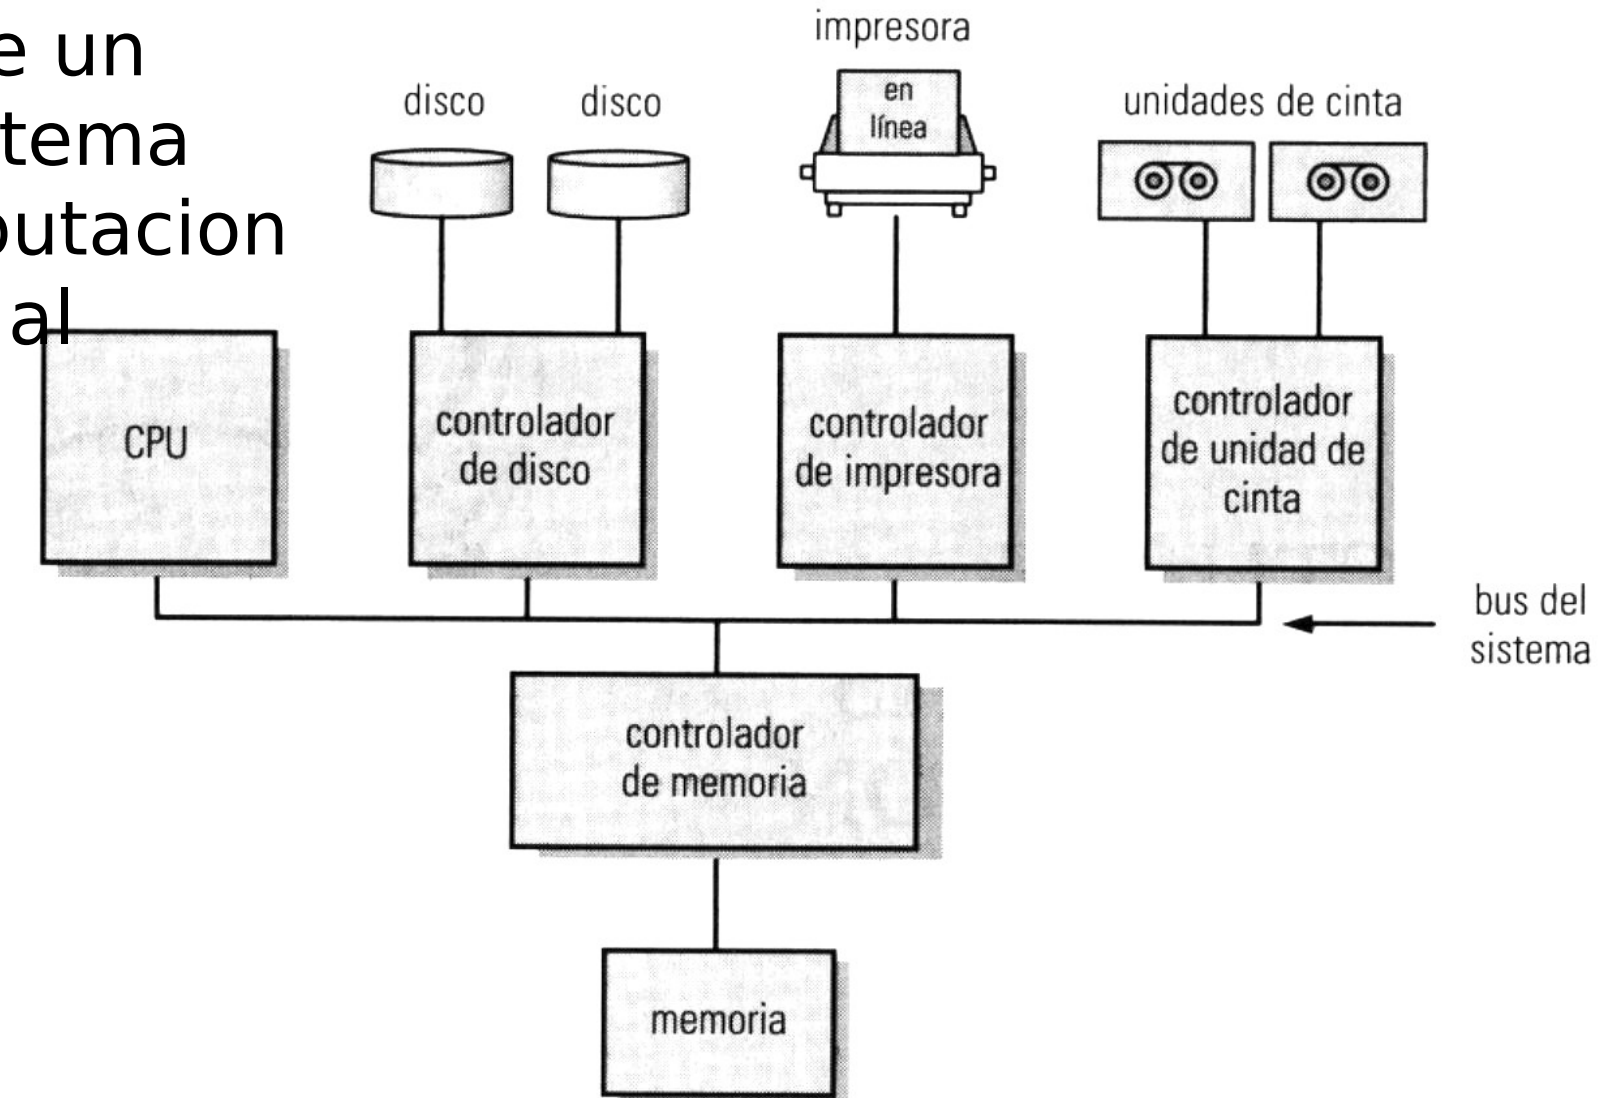 e un
tema
putacion
al
impresora
en
línea
disco
disco
unidades de cinta
CPU
controlador
de disco
controlador
de impresora
controlador
de unidad de
cinta
bus del
sistema
controlador
de memoria
memoria